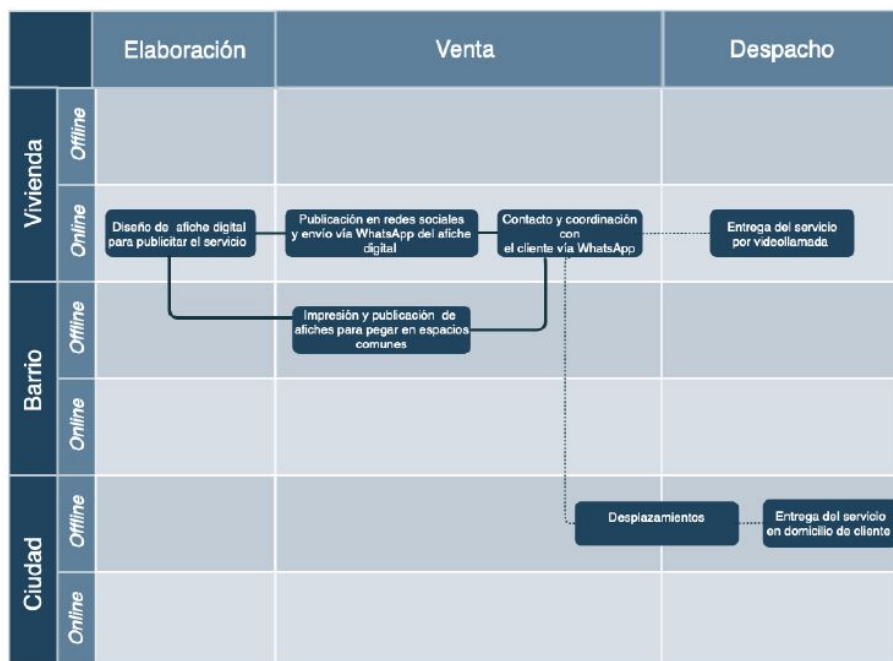 Elaboración
Venta
Despacho
Vivienda
Offline
Online
Diseño de afiche digital
para publicitar el servicio
Publicación en redes sociales
y envío vía WhatsApp del afiche
digital
Contacto y coordinación
con
el cliente vía WhatsApp
Entrega del servicio
por videollamada
Barrio
Offline
Impresión y publicación de
afiches para pegar en espacios
comunes
Online
Ciudad
Offline
Desplazamientos
Entrega del servicio
en domicilio de cliente
Online